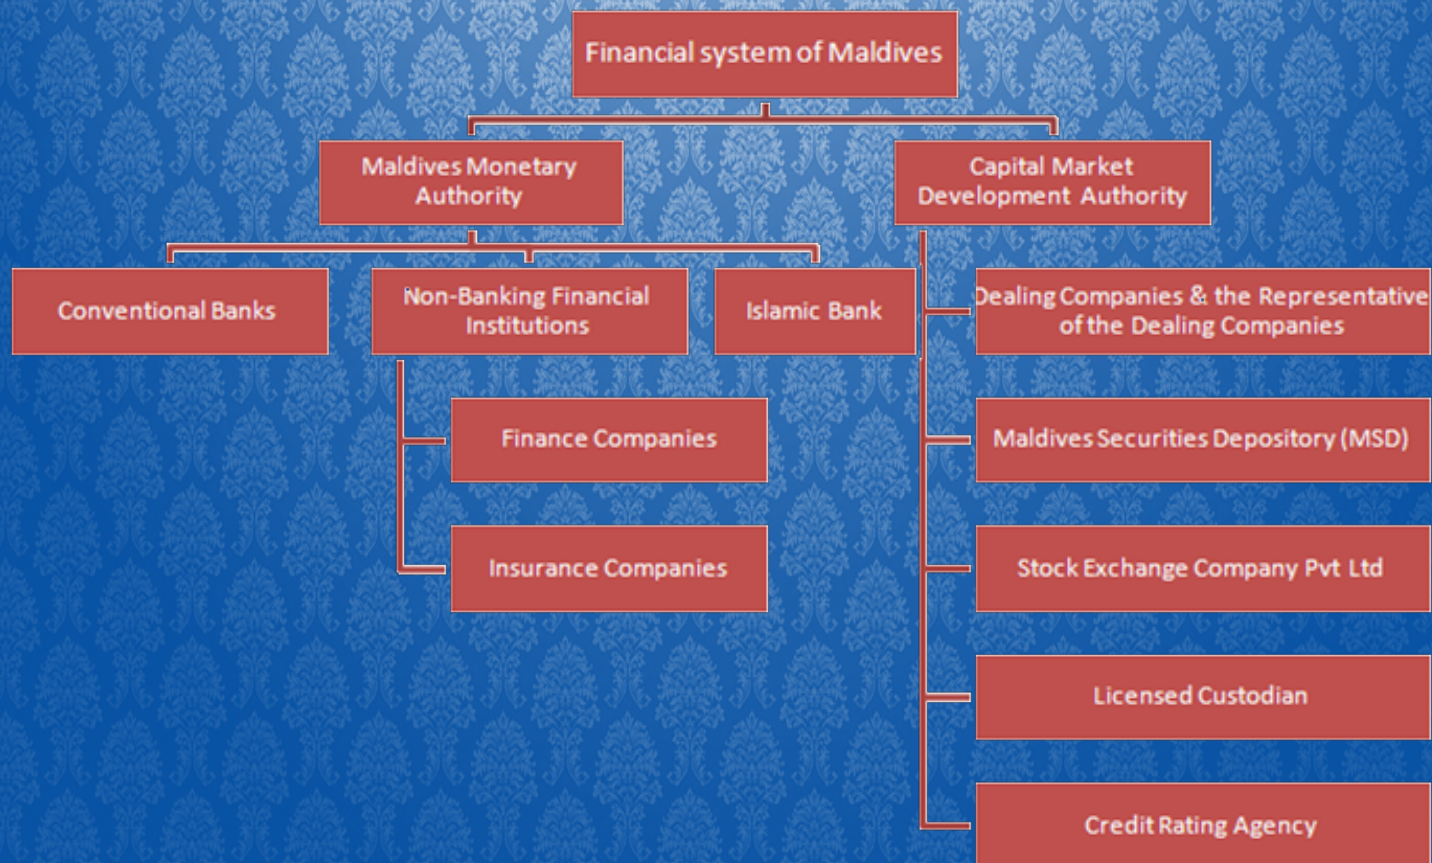 Financial system of Maldives
Maldives Monetary
Authority
Capital Market
Development Authority
Conventional Banks
Non-Banking Financial
Institutions
Islamic Bank
Dealing Companies & the Representative
of the Dealing Companies
Finance Companies
Maldives Securities Depository (MSD)
Insurance Companies
Stock Exchange Company Pvt Ltd
Licensed Custodian
Credit Rating Agency